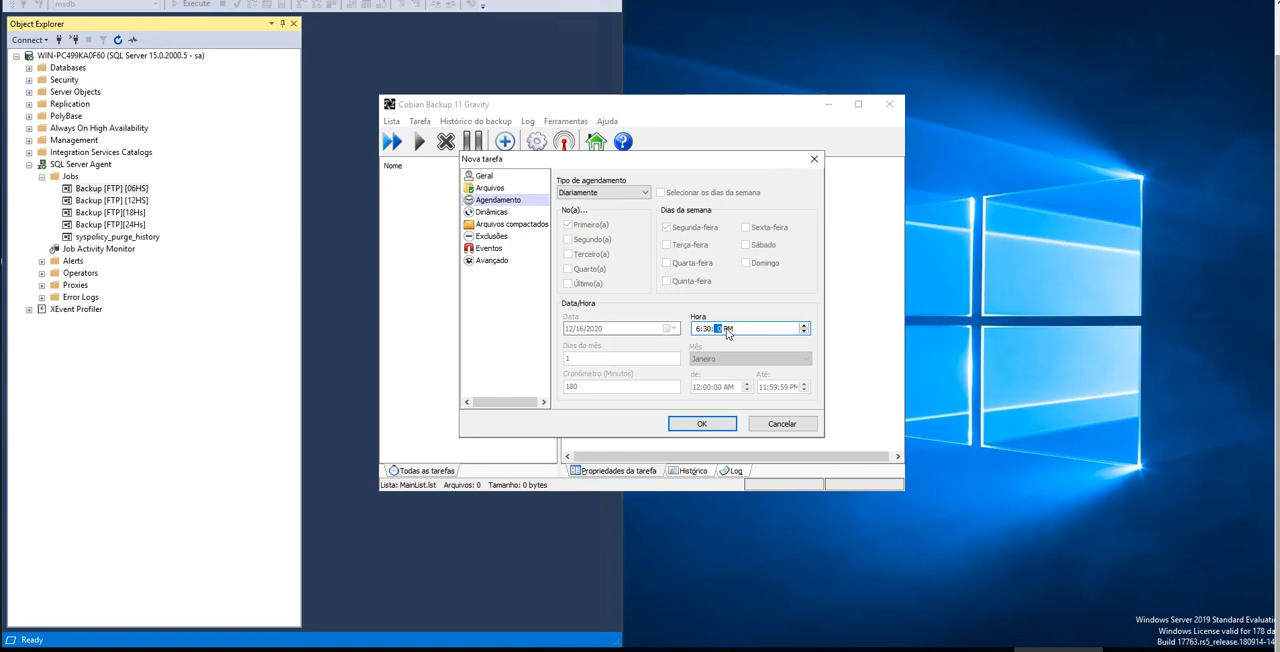 msdb
Execute
Object Explorer
Connect
WIN-PC499KA0F60 (SQL Server 15.0.2000.5 - sa)
Databases
Security
Server Objects
Replication
PolyBase
Always On High Availability
Management
Integration Services Catalogs
SQL Server Agent
Jobs
Backup [FTP] [06HS]
Backup [FTP] [12HS]
Backup [FTP][18Hs]
Backup [FTP][24Hs]
syspolicy_purge_history
Job Activity Monitor
Alerts
Operators
Proxies
Error Logs
XEvent Profiler
Ready
Cobian Backup 11 Gravity
Lista Tarefa Histórico do backup Log Ferramentas Ajuda
Nome
Nova tarefa
Geral
Arquivos
Agendamento
Dinâmicas
Arquivos compactados
Exclusões
Eventos
Avançado
Tipo de agendamento
Diariamente
Selecionar os dias da semana
No(a)...
Primeiro(a)
Segundo(a)
Terceiro(a)
Quarto(a)
Último(a)
Dias da semana
Segunda-feira Sexta-feira
Terça-feira Sábado
Quarta-feira Domingo
Quinta-feira
Data/Hora
Data Hora
12/16/2020 6:30: 0 PM
Dias do mês Mês
1 Janeiro
Cronômetro (Minutos) de: Até:
180 12:00:00 AM 11:59:59 PM
OK Cancelar
Todas as tarefas
Propriedades da tarefa Histórico Log
Lista: MainList.lst Arquivos: 0 Tamanho: 0 bytes
Windows Server 2019 Standard Evaluatio
Windows License valid for 178 da
Build 17763.rs5_release.180914-14